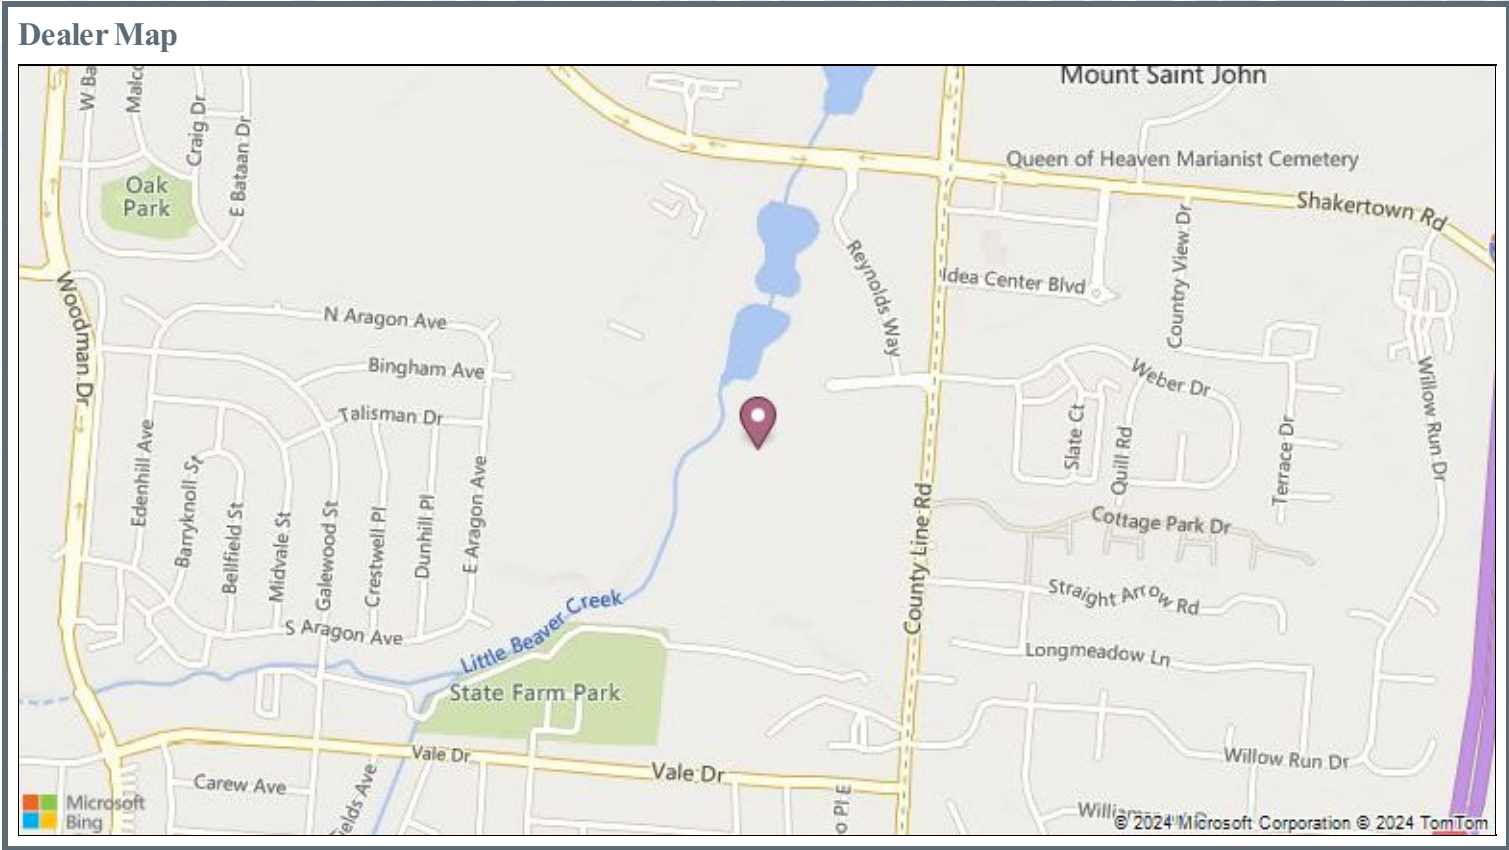 Dealer Map
Mount Saint John
Queen of Heaven Marianist Cemetery
Shakertown Rd
W Ba
Malco
Craig Dr
E Bataan Dr
Oak
Park
Woodman Dr
N Aragon Ave
Bingham Ave
Talisman Dr
Reynolds Way
Idea Center Blvd
Country View Dr
Weber Dr
Willow Run Dr
Slate Ct
Quill Rd
Terrace Dr
Edenhill Ave
Barryknoll St
Bellfield St
Midvale St
Galewood St
Crestwell Pl
Dunhill Pl
E Aragon Ave
County Line Rd
Cottage Park Dr
Straight Arrow Rd
Longmeadow Ln
S Aragon Ave
Little Beaver Creek
State Farm Park
Vale Dr
Vale Dr
Willow Run Dr
Carew Ave
ields Ave
o Pl E
Microsoft
Bing
© 2024 Microsoft Corporation © 2024 TomTom